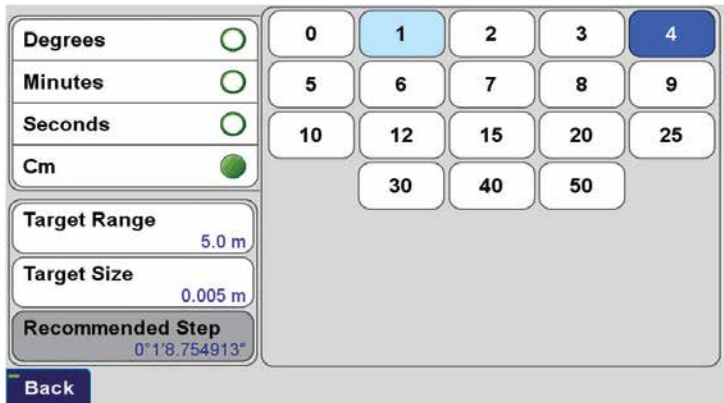 Degrees
Minutes
Seconds
Cm
Target Range
5.0 m
Target Size
0.005 m
Recommended Step
0°1'8.754913"
Back
0 1 2 3 4
5 6 7 8 9
10 12 15 20 25
30 40 50